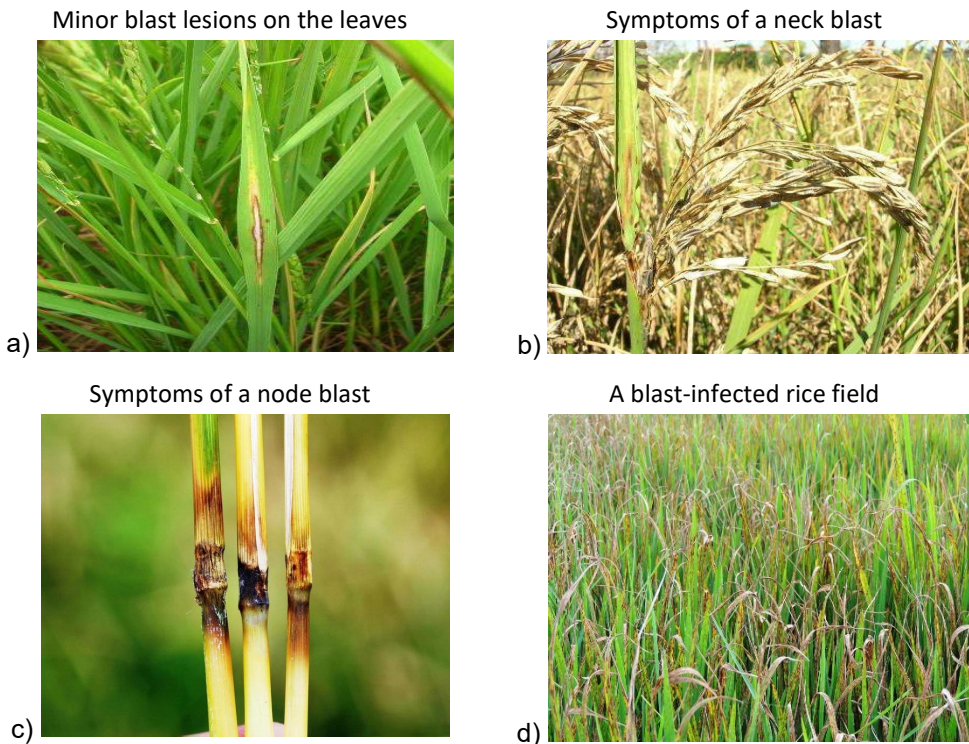 Minor blast lesions on the leaves
Symptoms of a neck blast
a)
b)
Symptoms of a node blast
A blast-infected rice field
c)
d)